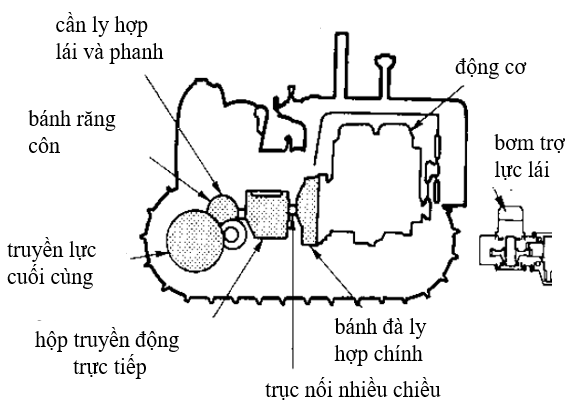 cần ly hợp
lái và phanh
động cơ
bánh răng
côn
bơm trợ
lực lái
truyền lực
cuối cùng
hộp truyền động
trực tiếp
bánh đà ly
hợp chính
trục nối nhiều chiều